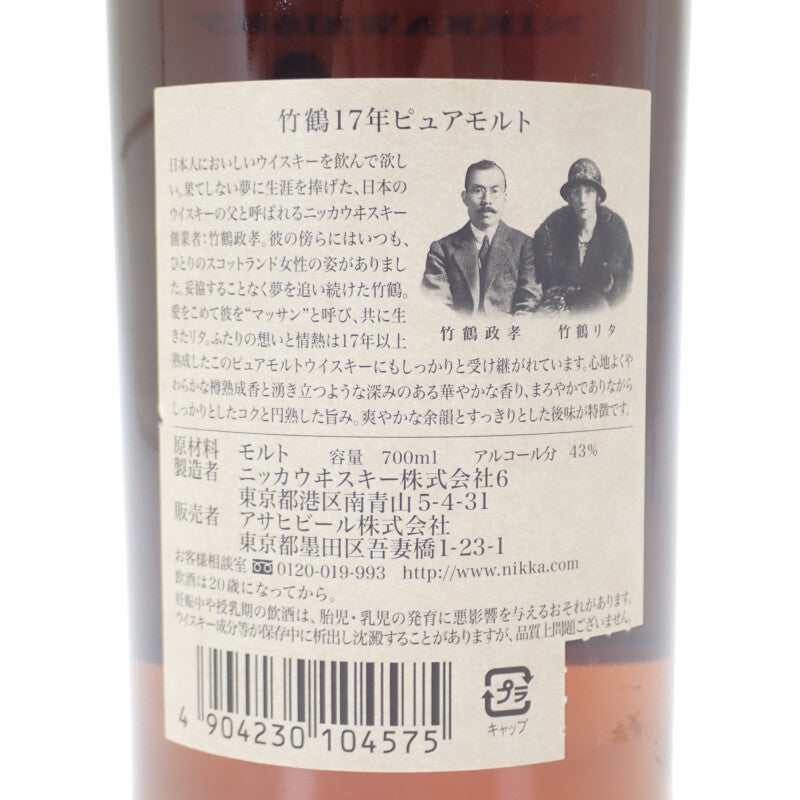 NIKKA WHISKY
竹鶴17年ピュアモルト
日本人においしいウイスキーを飲んで欲し
い。果てしない夢に生涯を捧げた、日本の
ウイスキーの父と呼ばれるニッカウヰスキー
創業者：竹鶴政孝。彼の傍らにはいつも、
ひとりのスコットランド女性の姿がありまし
た。妥協することなく夢を追い続けた竹鶴。
愛をこめて彼を“マッサン”と呼び、共に生
きたリタ。ふたりの想いと情熱は17年以上
熟成したこのピュアモルトウイスキーにもしっかりと受け継がれています。心地よくや
わらかな樽熟成香と湧き立つような深みのある華やかな香り、まろやかでありながら
しっかりとしたコクと円熟した旨み。爽やかな余韻とすっきりとした後味が特徴です。
竹鶴政孝 竹鶴リタ
原材料 モルト 容量 700ml アルコール分 43%
製造者 ニッカウヰスキー株式会社6
東京都港区南青山5-4-31
販売者 アサヒビール株式会社
東京都墨田区吾妻橋1-23-1
お客様相談室 0120-019-993 http://www.nikka.com
飲酒は20歳になってから。
妊娠中や授乳期の飲酒は、胎児・乳児の発育に悪影響を与えるおそれがあります。
ウイスキー成分等が保存中に析出し沈澱することがありますが、品質上問題ございません。
4 904230 104575
プラ
キャップ